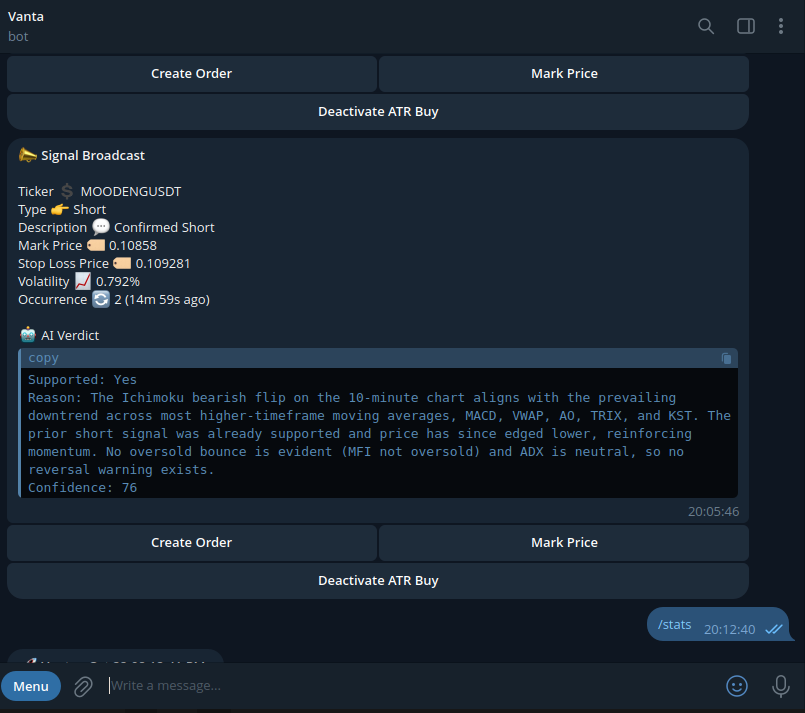 Vanta
bot
Create Order
Mark Price
Deactivate ATR Buy
Signal Broadcast
Ticker 💲 MOODENGUSDT
Type 👉 Short
Description 💬 Confirmed Short
Mark Price 🏷️ 0.10858
Stop Loss Price 🏷️ 0.109281
Volatility 📈 0.792%
Occurrence 🔄 2 (14m 59s ago)
🤖 AI Verdict
copy
Supported: Yes
Reason: The Ichimoku bearish flip on the 10-minute chart aligns with the prevailing
downtrend across most higher-timeframe moving averages, MACD, VWAP, AO, TRIX, and KST. The
prior short signal was already supported and price has since edged lower, reinforcing
momentum. No oversold bounce is evident (MFI not oversold) and ADX is neutral, so no
reversal warning exists.
Confidence: 76
20:05:46
Create Order
Mark Price
Deactivate ATR Buy
/stats 20:12:40
Menu
Write a message...